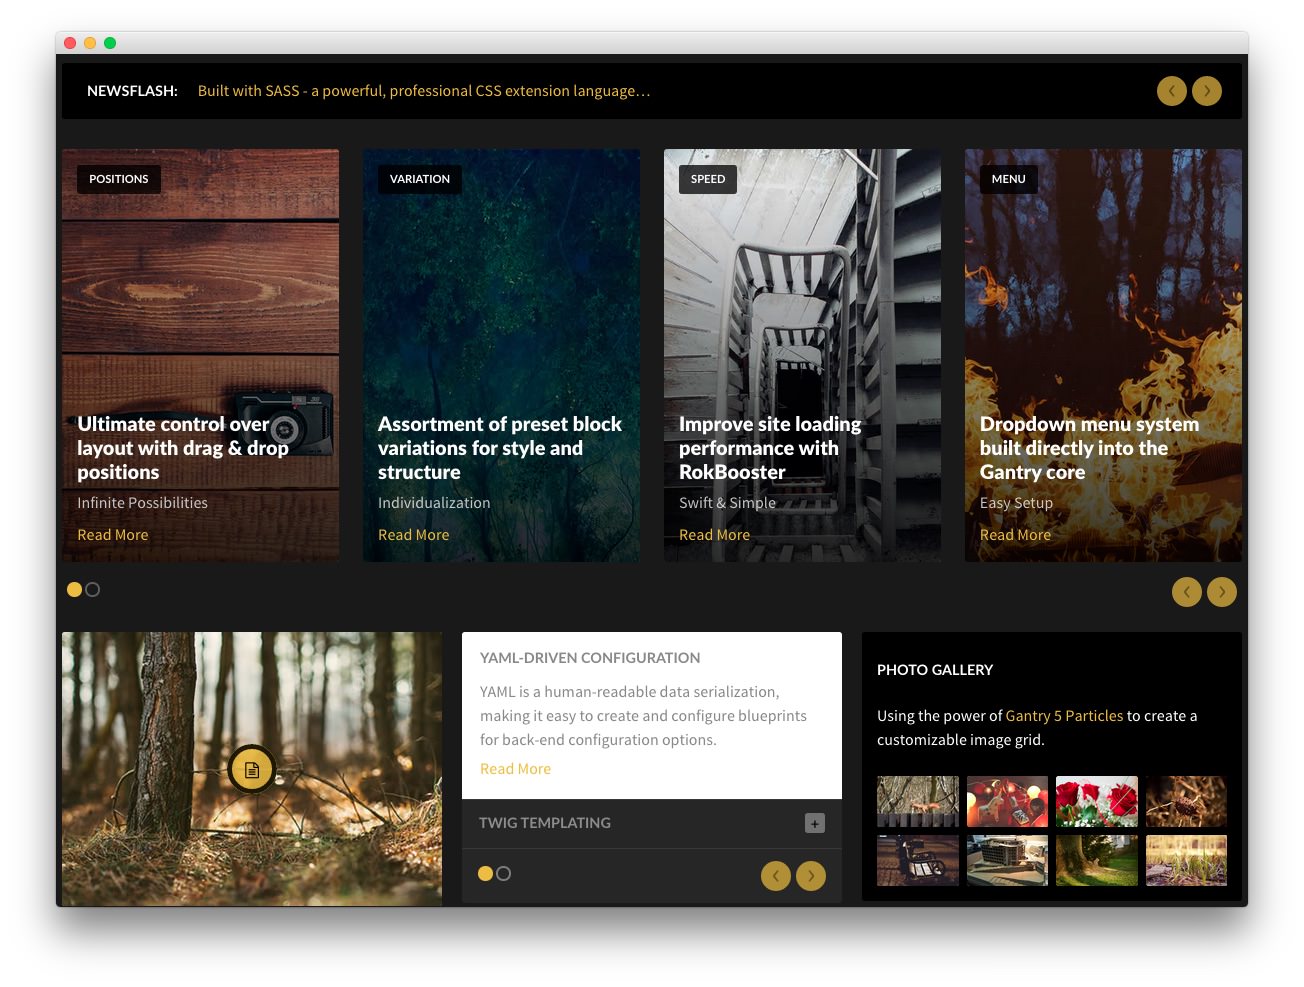 NEWSFLASH:
Built with SASS - a powerful, professional CSS extension language…
POSITIONS
Ultimate control over
layout with drag & drop
positions
Infinite Possibilities
Read More
VARIATION
Assortment of preset block
variations for style and
structure
Individualization
Read More
SPEED
Improve site loading
performance with
RokBooster
Swift & Simple
Read More
MENU
Dropdown menu system
built directly into the
Gantry core
Easy Setup
Read More
YAML-DRIVEN CONFIGURATION
YAML is a human-readable data serialization,
making it easy to create and configure blueprints
for back-end configuration options.
Read More
TWIG TEMPLATING
PHOTO GALLERY
Using the power of Gantry 5 Particles to create a
customizable image grid.